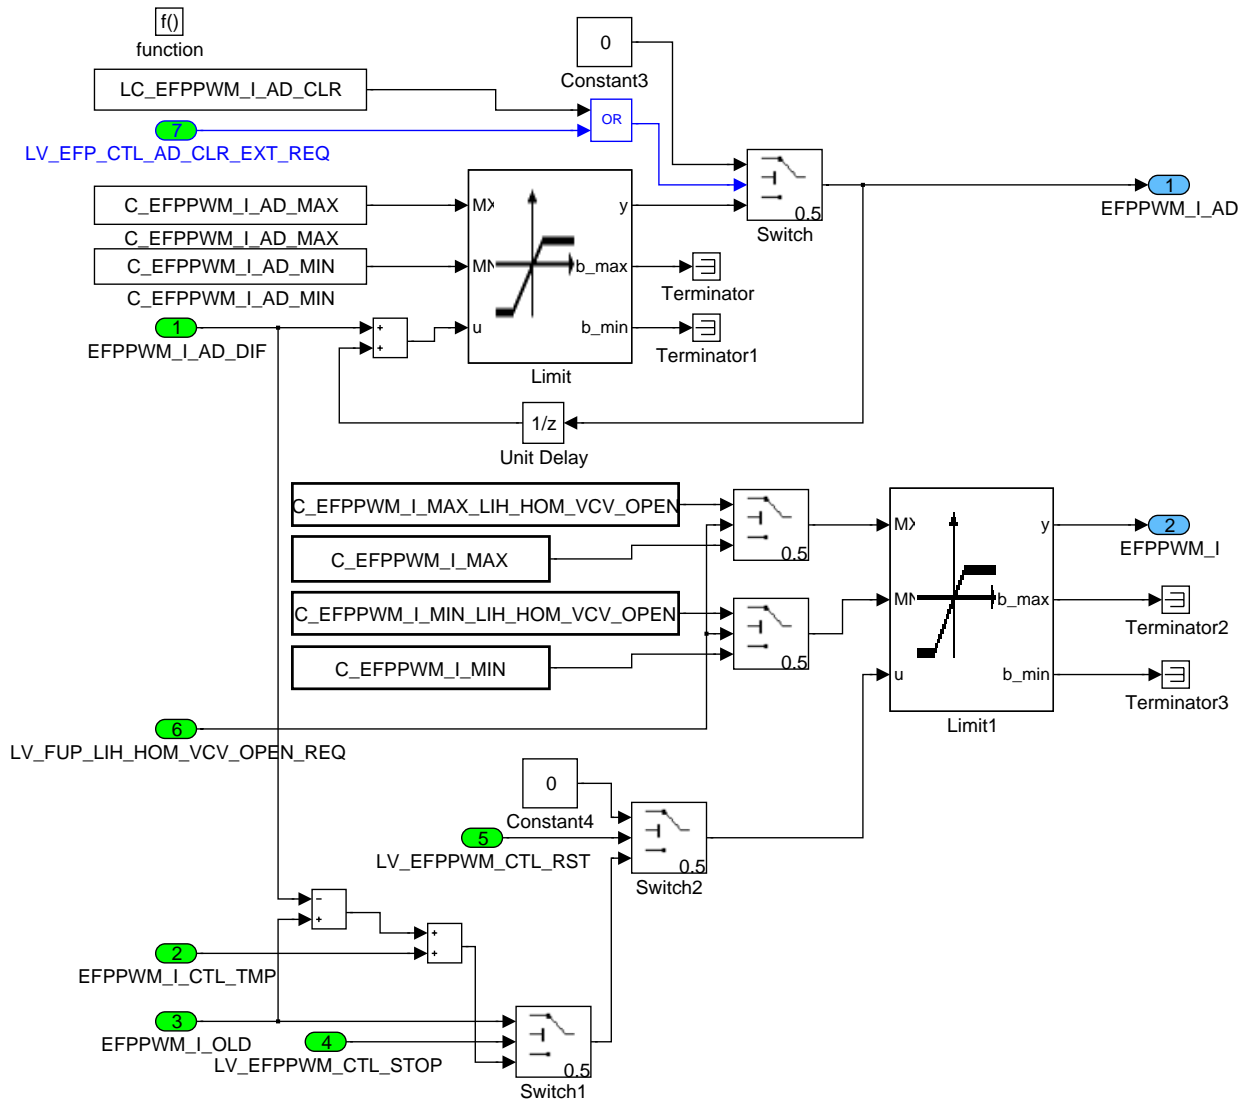 f()
function
0
Constant3
LC_EFPPWM_I_AD_CLR
OR
7
LV_EFP_CTL_AD_CLR_EXT_REQ
C_EFPPWM_I_AD_MAX
C_EFPPWM_I_AD_MAX
C_EFPPWM_I_AD_MIN
C_EFPPWM_I_AD_MIN
MX
MN
u
y
b_max
b_min
Limit
0.5
Switch
1
EFPPWM_I_AD
Terminator
Terminator1
1
EFPPWM_I_AD_DIF
+
+
1/z
Unit Delay
C_EFPPWM_I_MAX_LIH_HOM_VCV_OPEN
C_EFPPWM_I_MAX
0.5
C_EFPPWM_I_MIN_LIH_HOM_VCV_OPEN
C_EFPPWM_I_MIN
0.5
MX
MN
u
y
b_max
b_min
Limit1
2
EFPPWM_I
Terminator2
Terminator3
6
LV_FUP_LIH_HOM_VCV_OPEN_REQ
0
Constant4
5
LV_EFPPWM_CTL_RST
0.5
Switch2
-
+
+
+
2
EFPPWM_I_CTL_TMP
3
EFPPWM_I_OLD
4
LV_EFPPWM_CTL_STOP
0.5
Switch1